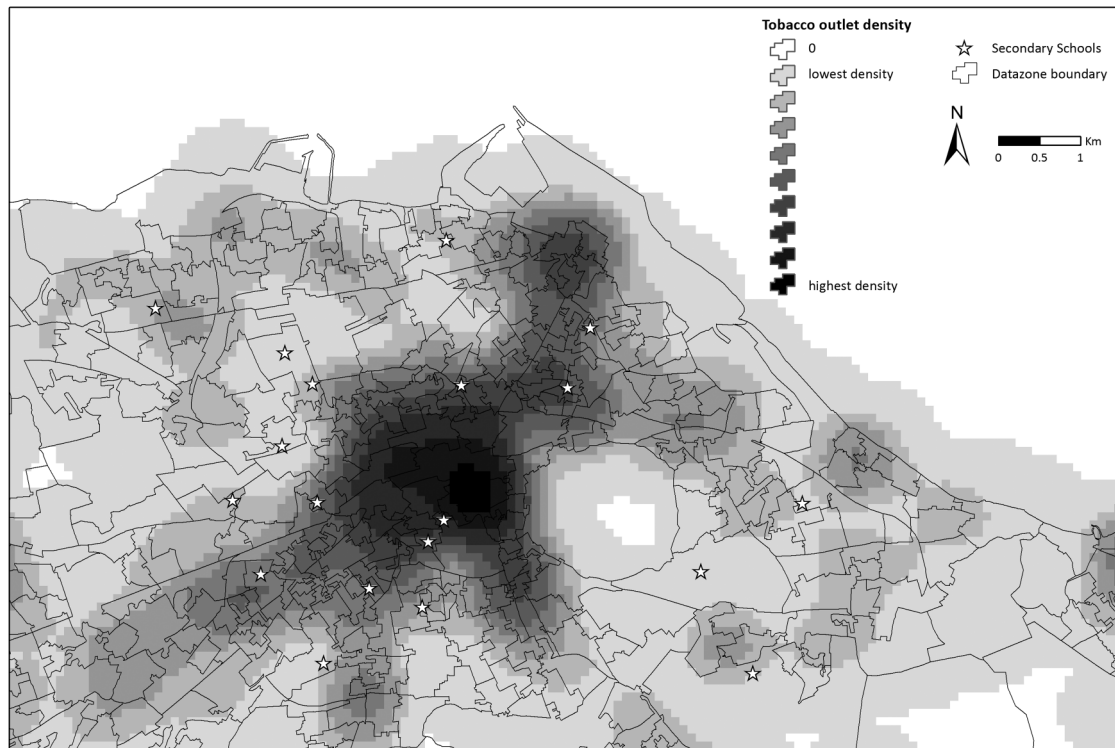 Tobacco outlet density
0
lowest density
highest density
Secondary Schools
Datazone boundary
N
Km
0 0.5 1